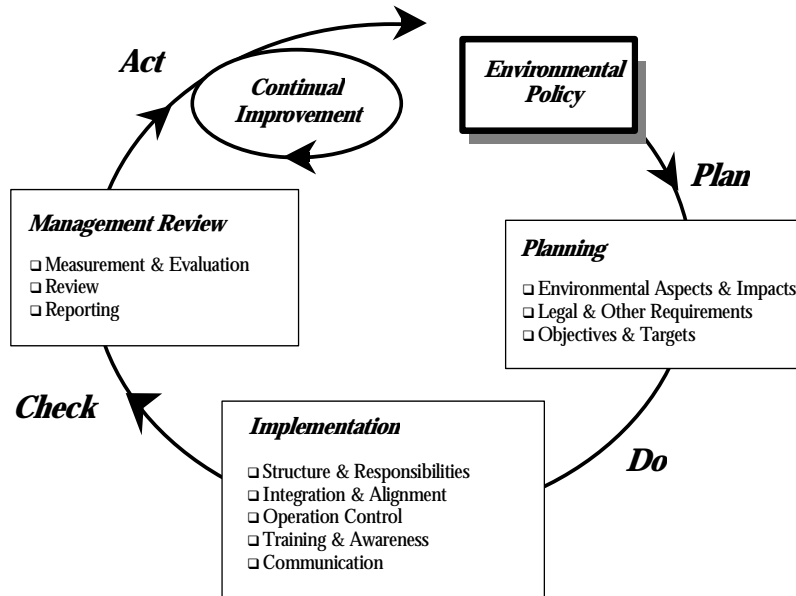 Act
Continual
Improvement
Environmental
Policy
Plan
Management Review
❑ Measurement & Evaluation
❑ Review
❑ Reporting
Planning
❑ Environmental Aspects & Impacts
❑ Legal & Other Requirements
❑ Objectives & Targets
Check
Implementation
❑ Structure & Responsibilities
❑ Integration & Alignment
❑ Operation Control
❑ Training & Awareness
❑ Communication
Do